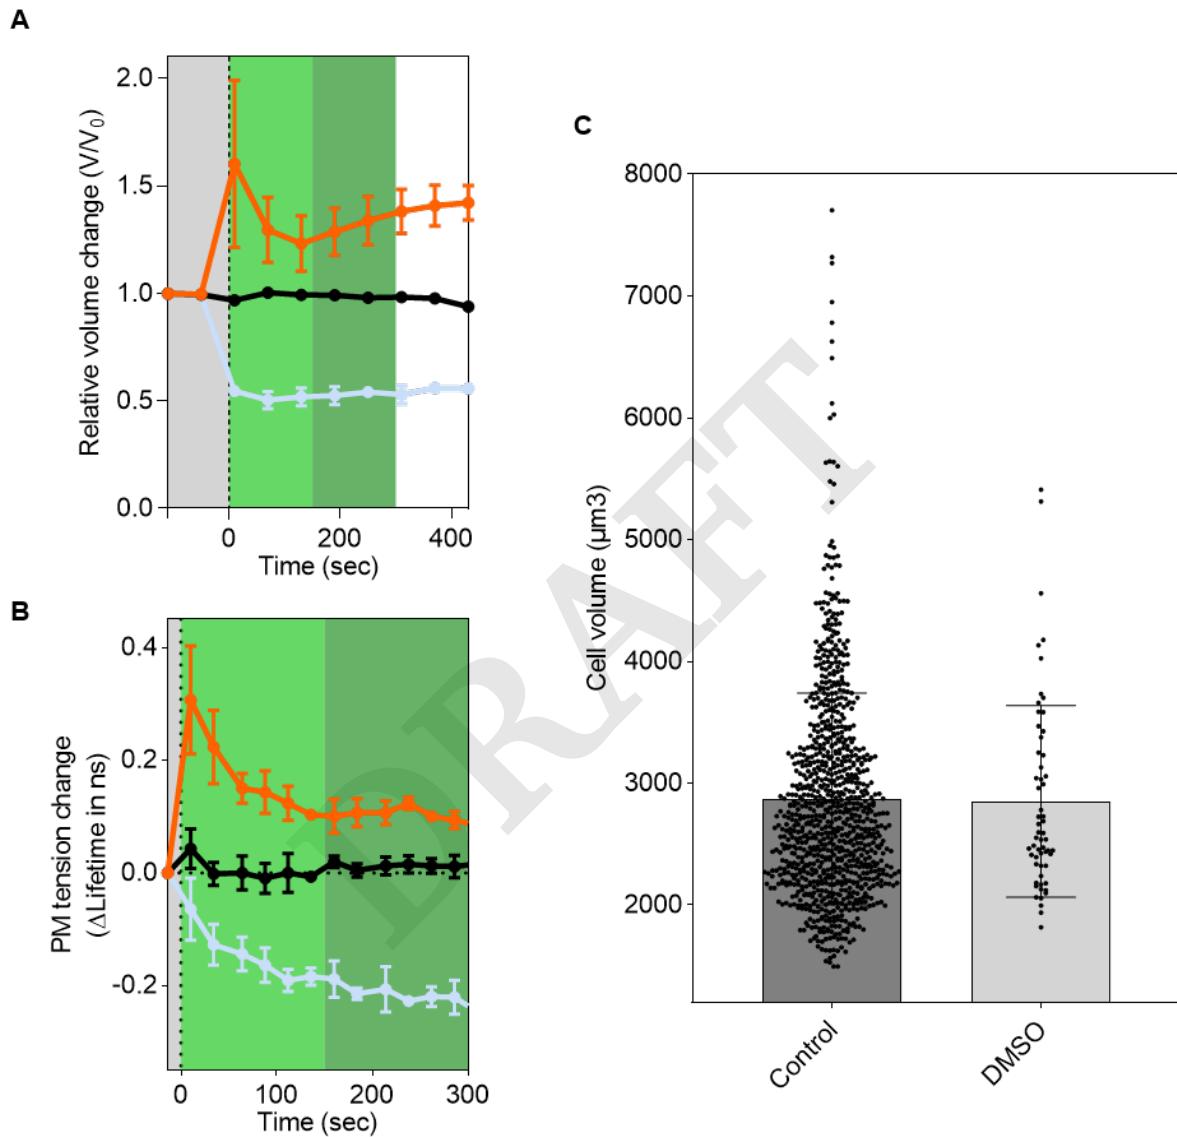 A
Relative volume change (V/V0)
2.0
1.5
1.0
0.5
0.0
0
200
400
Time (sec)
B
PM tension change
(ΔLifetime in ns)
0.4
0.2
0.0
-0.2
0
100
200
300
Time (sec)
C
Cell volume (µm3)
8000
7000
6000
5000
4000
3000
2000
Control
DMSO
DRAFT